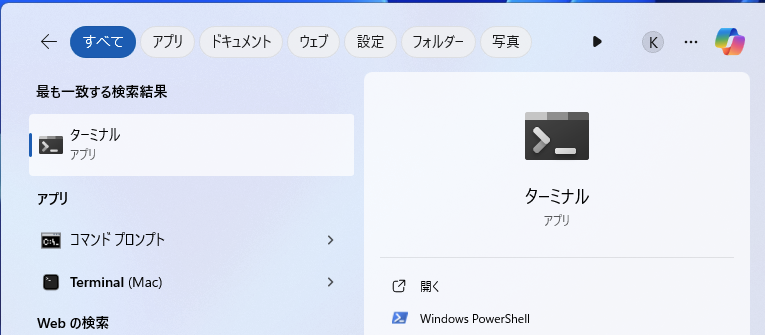 すべて アプリ ドキュメント ウェブ 設定 フォルダー 写真 K
最も一致する検索結果
ターミナル
アプリ
アプリ
コマンド プロンプト
Terminal (Mac)
Web の検索
ターミナル
アプリ
開く
Windows PowerShell